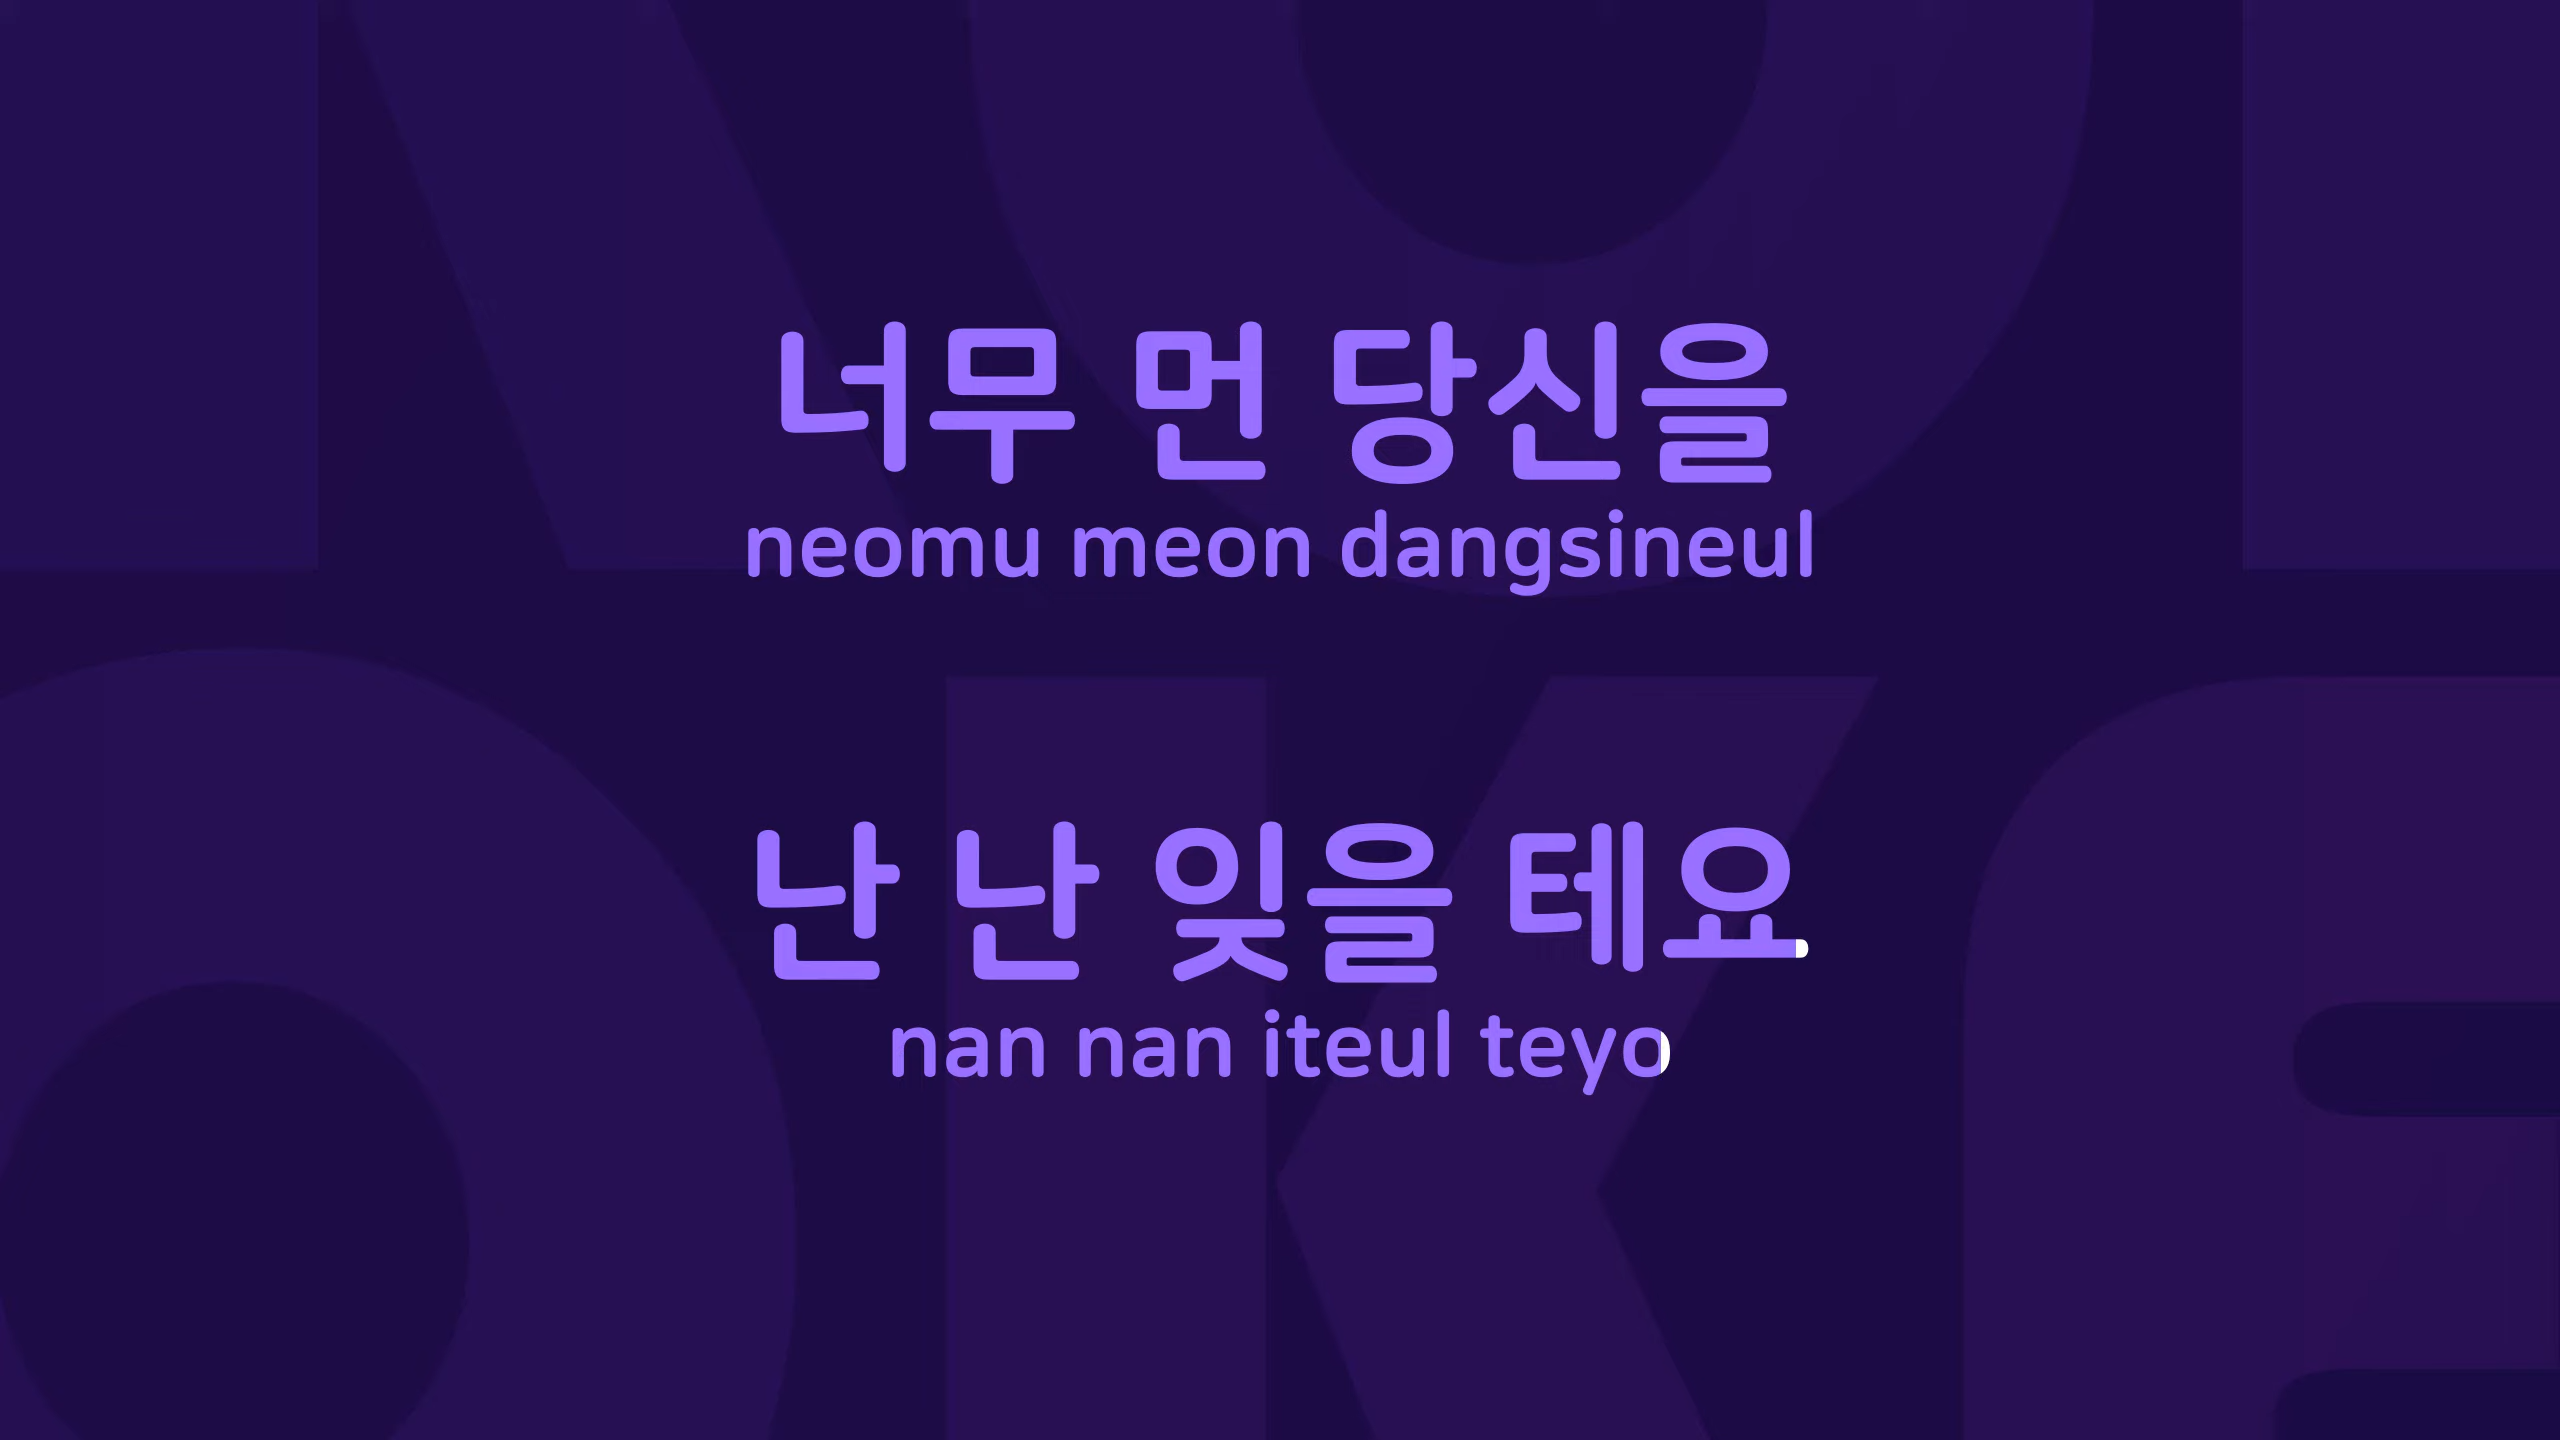 너무 먼 당신을
neomu meon dangsineul
난 난 잊을 테요
nan nan iteul teyo